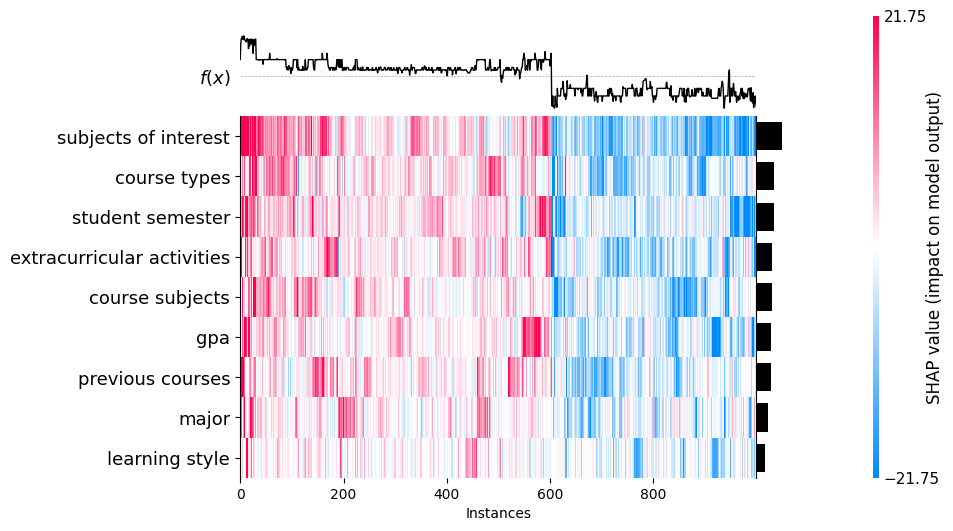 21.75
f(x)
subjects of interest
course types
student semester
extracurricular activities
course subjects
gpa
previous courses
major
learning style
0 200 400 600 800
Instances
SHAP value (impact on model output)
−21.75